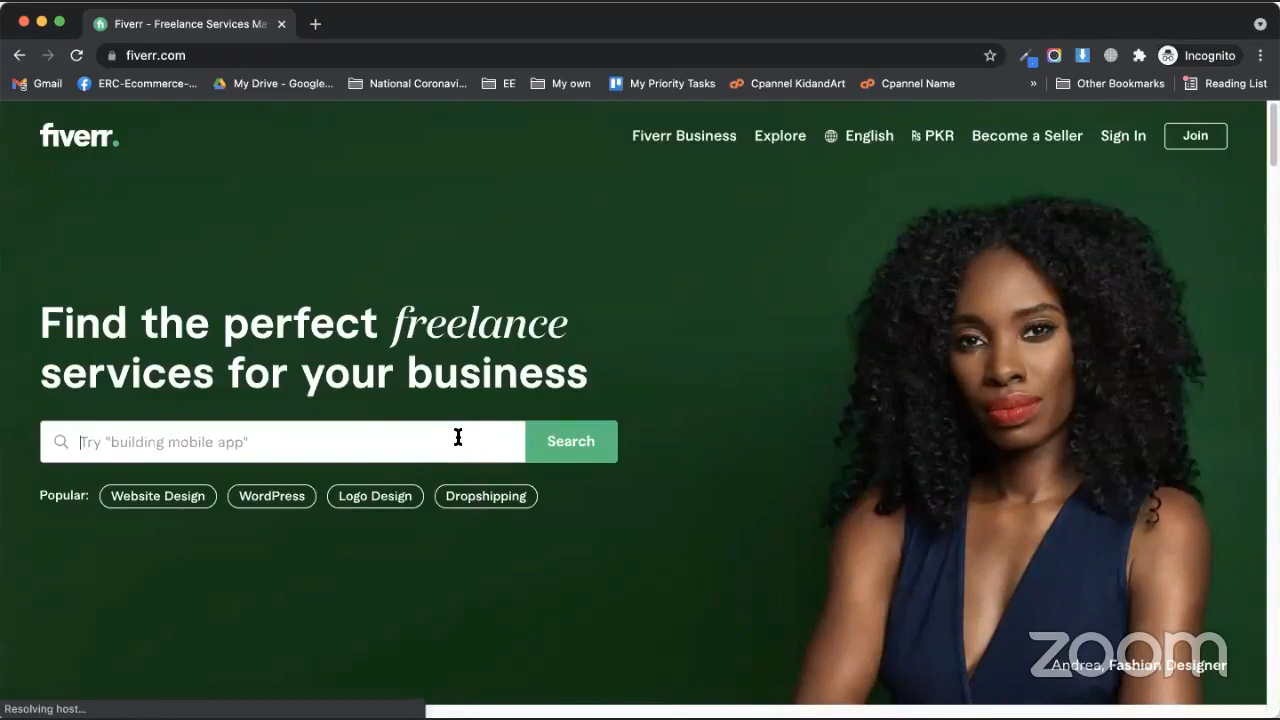 Fiverr - Freelance Services Ma
fiverr.com
Incognito
Gmail
ERC-Ecommerce-...
My Drive - Google...
National Coronavi...
EE
My own
My Priority Tasks
Cpannel KidandArt
Cpannel Name
»
Other Bookmarks
Reading List
fiverr.
Fiverr Business
Explore
English
₨ PKR
Become a Seller
Sign In
Join
Find the perfect freelance
services for your business
Try "building mobile app"
Search
Popular:
Website Design
WordPress
Logo Design
Dropshipping
zoom
Andrea, Fashion Designer
Resolving host...